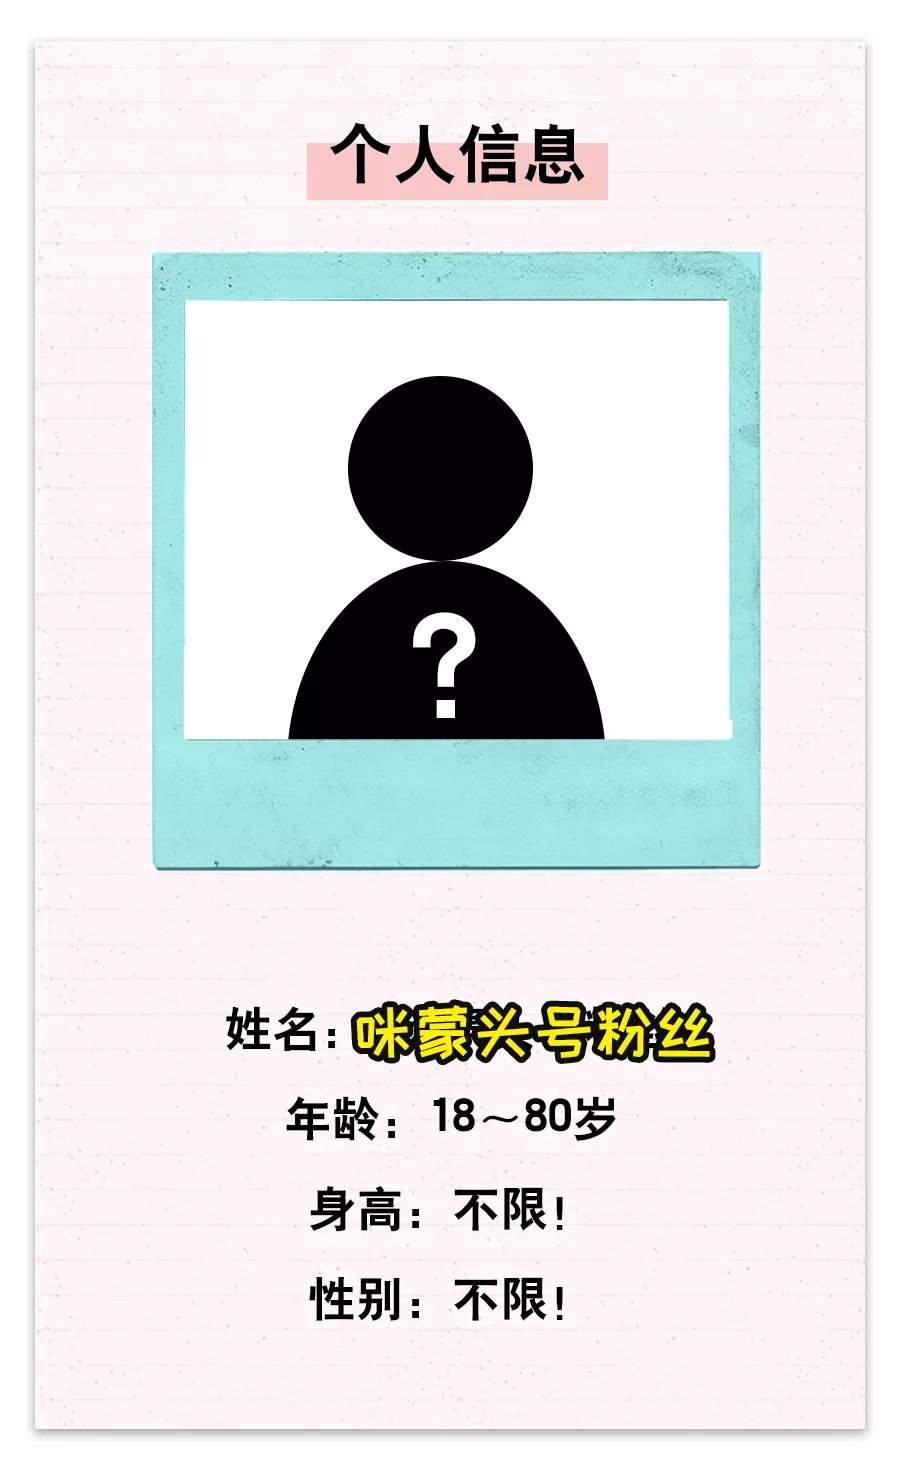 个人信息
?
姓名：咪蒙头号粉丝
年龄：18～80岁
身高：不限！
性别：不限！